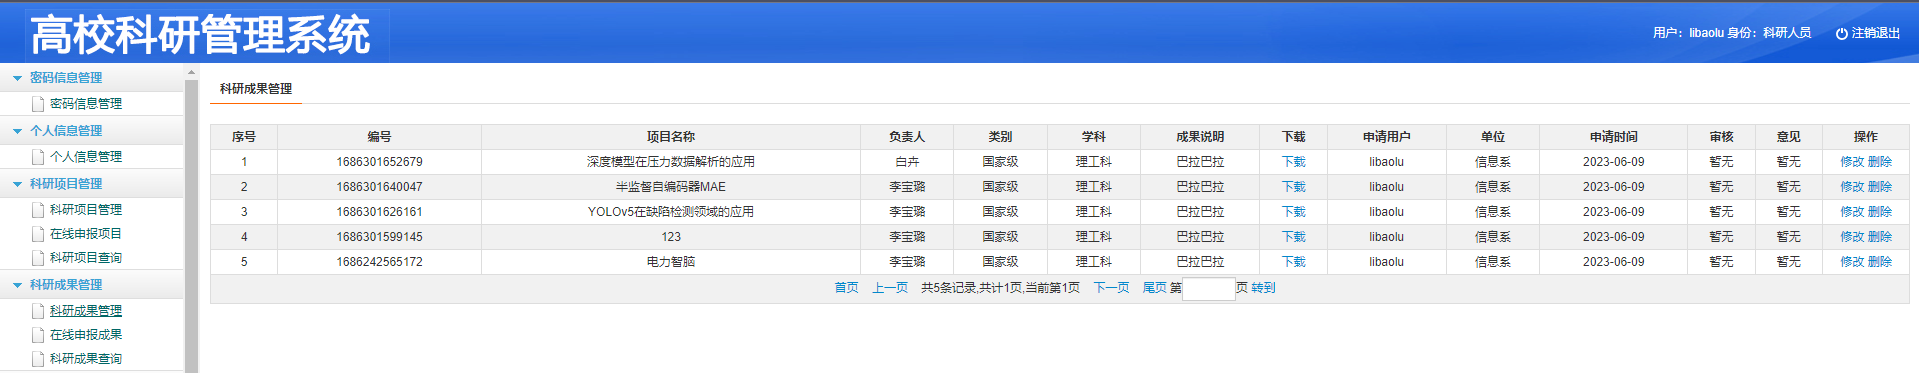 高校科研管理系统
用户：libaolu 身份：科研人员 注销退出
密码信息管理
密码信息管理
个人信息管理
个人信息管理
科研项目管理
科研项目管理
在线申报项目
科研项目查询
科研成果管理
科研成果管理
在线申报成果
科研成果查询
科研成果管理
序号 编号 项目名称 负责人 类别 学科 成果说明 下载 申请用户 单位 申请时间 审核 意见 操作
1 1686301652679 深度模型在压力数据解析的应用 白卉 国家级 理工科 巴拉巴拉 下载 libaolu 信息系 2023-06-09 暂无 暂无 修改 删除
2 1686301640047 半监督自编码器MAE 李宝璐 国家级 理工科 巴拉巴拉 下载 libaolu 信息系 2023-06-09 暂无 暂无 修改 删除
3 1686301626161 YOLOv5在缺陷检测领域的应用 李宝璐 国家级 理工科 巴拉巴拉 下载 libaolu 信息系 2023-06-09 暂无 暂无 修改 删除
4 1686301599145 123 李宝璐 国家级 理工科 巴拉巴拉 下载 libaolu 信息系 2023-06-09 暂无 暂无 修改 删除
5 1686242565172 电力智脑 李宝璐 国家级 理工科 巴拉巴拉 下载 libaolu 信息系 2023-06-09 暂无 暂无 修改 删除
首页 上一页 共5条记录,共计1页,当前第1页 下一页 尾页 第 页 转到